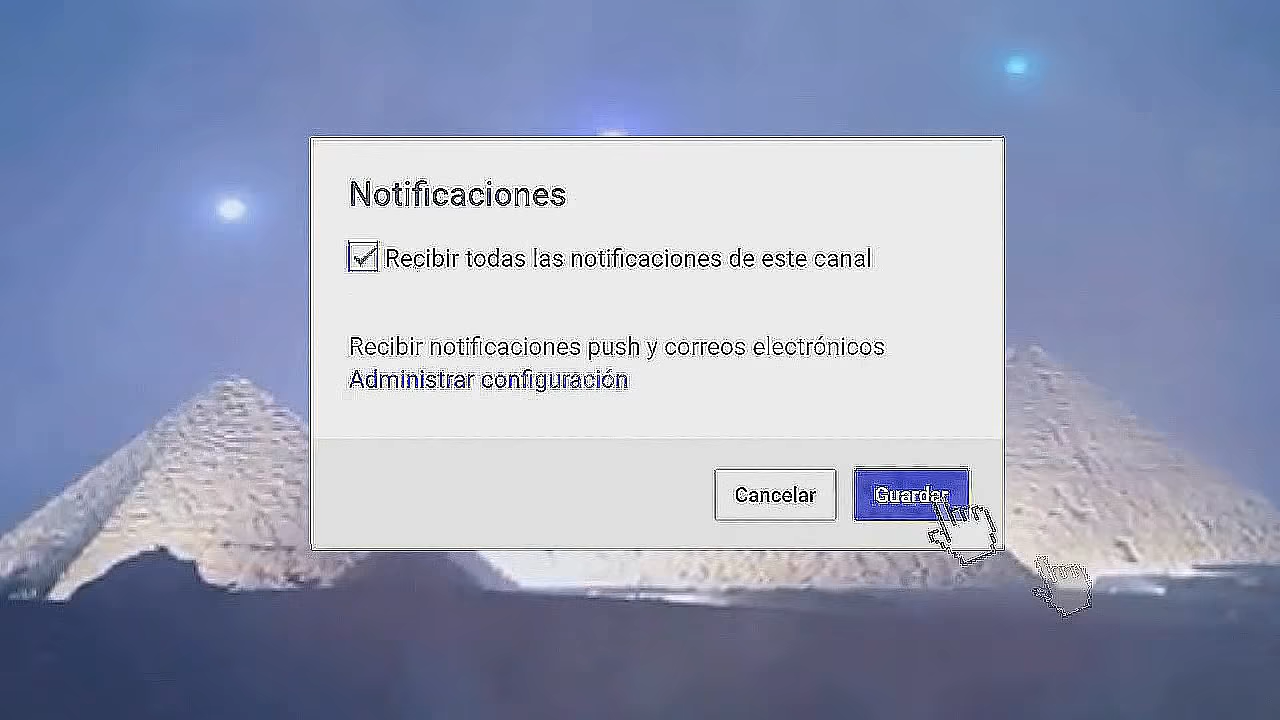 Notificaciones
Recibir todas las notificaciones de este canal
Recibir notificaciones push y correos electrónicos
Administrar configuración
Cancelar
Guardar